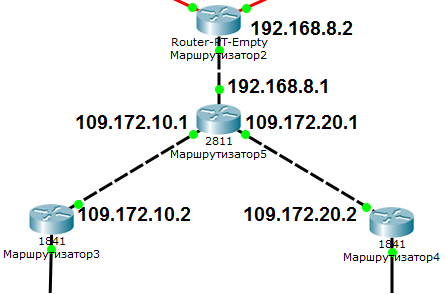 192.168.8.2
Router-PT-Empty
Маршрутизатор2
192.168.8.1
109.172.10.1
109.172.20.1
2811
Маршрутизатор5
109.172.10.2
109.172.20.2
1841
Маршрутизатор3
1841
Маршрутизатор4